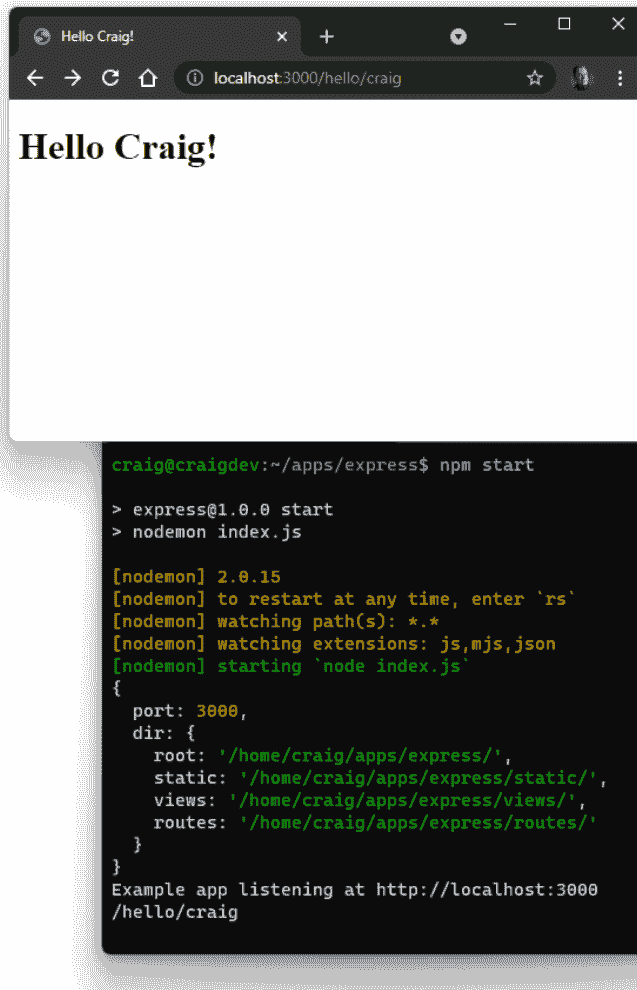 Hello Craig!
localhost:3000/hello/craig
Hello Craig!
craig@craigdev:~/apps/express$ npm start
> express@1.0.0 start
> nodemon index.js
[nodemon] 2.0.15
[nodemon] to restart at any time, enter `rs`
[nodemon] watching path(s): *.*
[nodemon] watching extensions: js,mjs,json
[nodemon] starting `node index.js`
{
  port: 3000,
  dir: {
    root: '/home/craig/apps/express/',
    static: '/home/craig/apps/express/static/',
    views: '/home/craig/apps/express/views/',
    routes: '/home/craig/apps/express/routes/'
  }
}
Example app listening at http://localhost:3000
/hello/craig